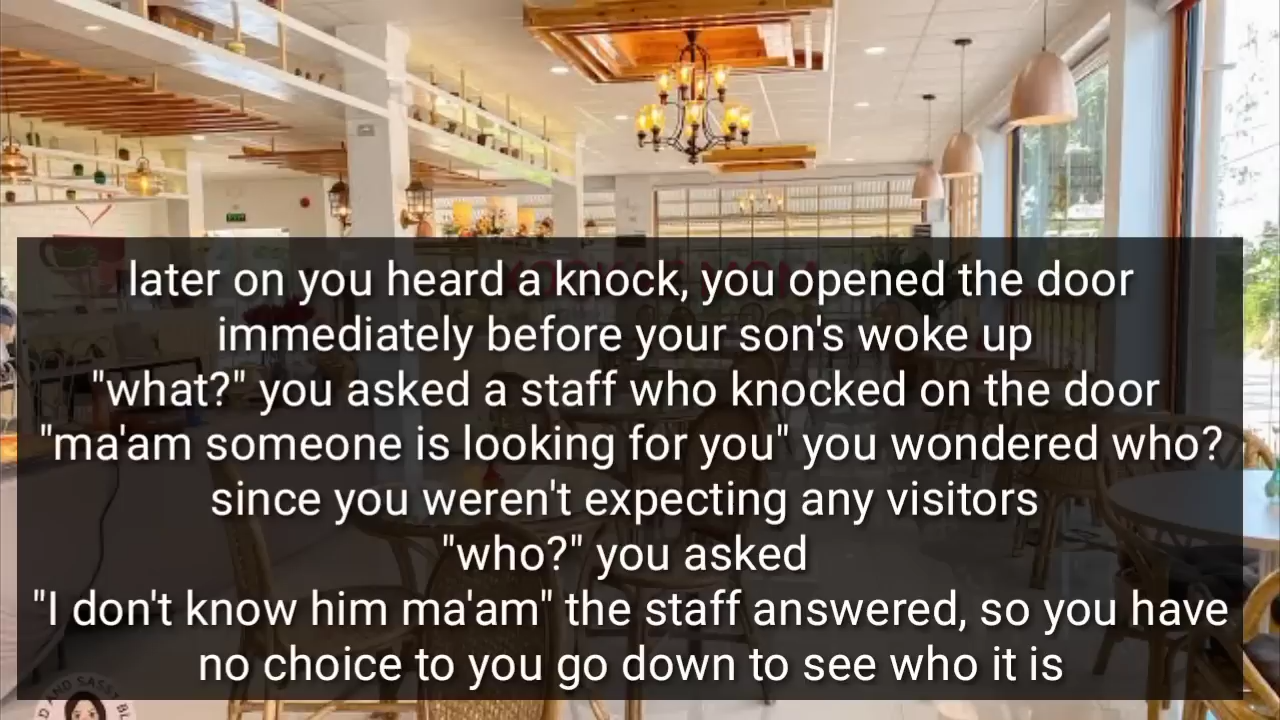 later on you heard a knock, you opened the door
immediately before your son's woke up
"what?" you asked a staff who knocked on the door
"ma'am someone is looking for you" you wondered who?
since you weren't expecting any visitors
"who?" you asked
"I don't know him ma'am" the staff answered, so you have
no choice to you go down to see who it is
AND SASSY